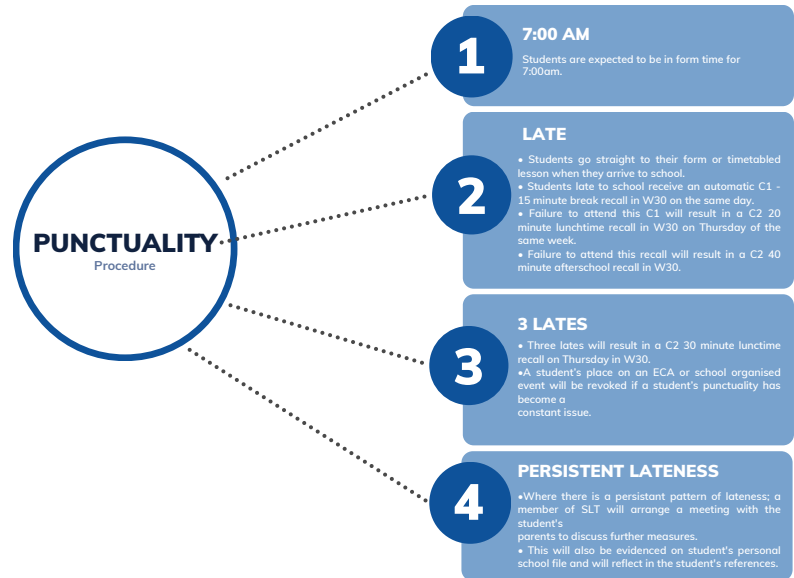 PUNCTUALITY
Procedure
1
7:00 AM
Students are expected to be in form time for
7:00am.
2
LATE
• Students go straight to their form or timetabled
lesson when they arrive to school.
• Students late to school receive an automatic C1 -
15 minute break recall in W30 on the same day.
• Failure to attend this C1 will result in a C2 20
minute lunchtime recall in W30 on Thursday of the
same week.
• Failure to attend this recall will result in a C2 40
minute afterschool recall in W30.
3
3 LATES
• Three lates will result in a C2 30 minute lunctime
recall on Thursday in W30.
•A student's place on an ECA or school organised
event will be revoked if a student's punctuality has
become a
constant issue.
4
PERSISTENT LATENESS
•Where there is a persistant pattern of lateness; a
member of SLT will arrange a meeting with the
student's
parents to discuss further measures.
• This will also be evidenced on student's personal
school file and will reflect in the student's references.